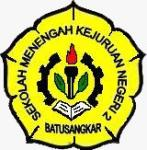 SEKOLAH MENENGAH KEJURUAN NEGERI 2
BATUSANGKAR